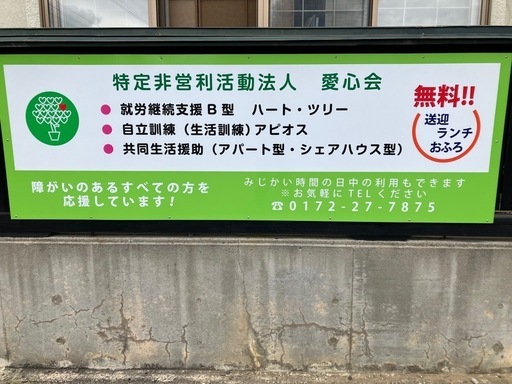 特定非営利活動法人　愛心会
● 就労継続支援B型　ハート・ツリー
● 自立訓練（生活訓練）アピオス
● 共同生活援助（アパート型・シェアハウス型）
無料!!
送迎
ランチ
おふろ
障がいのあるすべての方を
応援しています！
みじかい時間の日中の利用もできます
※お気軽にTELください
☎0172-27-7875